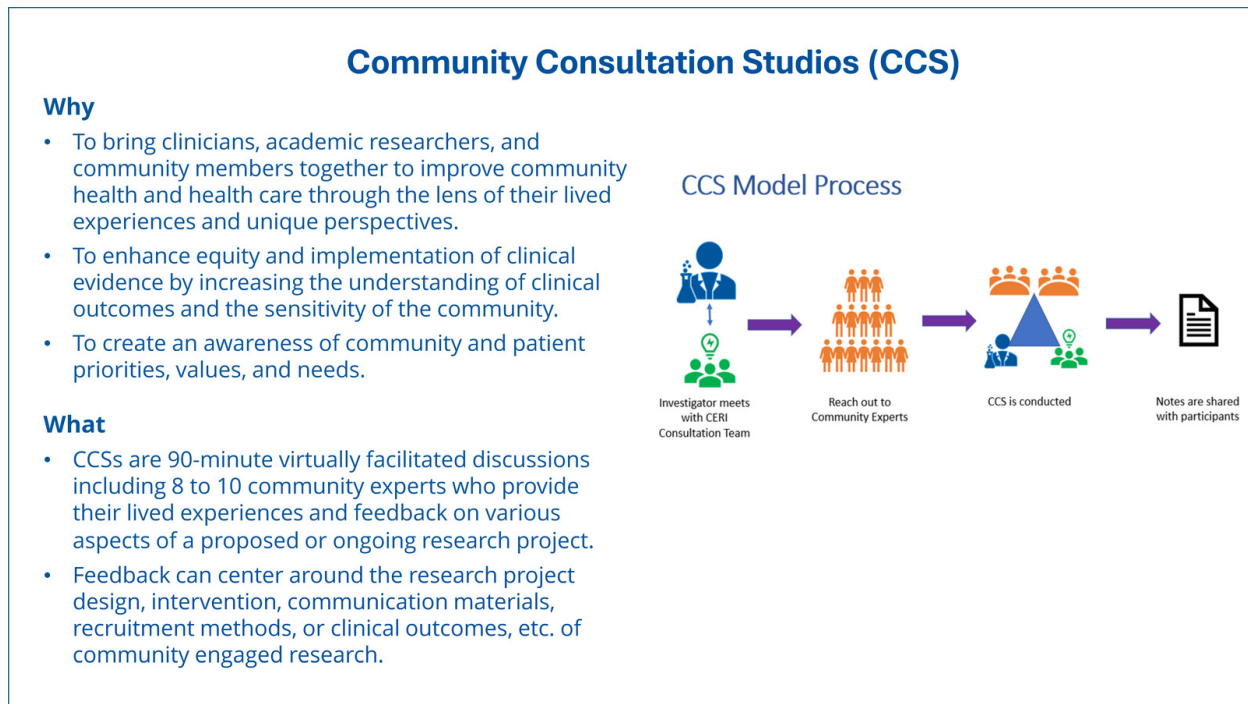 Community Consultation Studios (CCS)
Why
• To bring clinicians, academic researchers, and
community members together to improve community
health and health care through the lens of their lived
experiences and unique perspectives.
• To enhance equity and implementation of clinical
evidence by increasing the understanding of clinical
outcomes and the sensitivity of the community.
• To create an awareness of community and patient
priorities, values, and needs.
What
• CCSs are 90-minute virtually facilitated discussions
including 8 to 10 community experts who provide
their lived experiences and feedback on various
aspects of a proposed or ongoing research project.
• Feedback can center around the research project
design, intervention, communication materials,
recruitment methods, or clinical outcomes, etc. of
community engaged research.
CCS Model Process
Investigator meets
with CERI
Consultation Team
Reach out to
Community Experts
CCS is conducted
Notes are shared
with participants